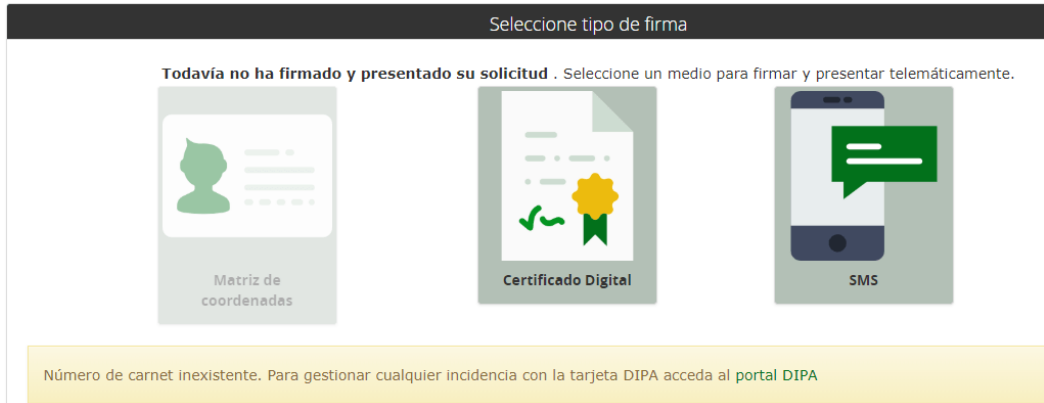 Seleccione tipo de firma
Todavía no ha firmado y presentado su solicitud . Seleccione un medio para firmar y presentar telemáticamente.
Matriz de
coordenadas
Certificado Digital
SMS
Número de carnet inexistente. Para gestionar cualquier incidencia con la tarjeta DIPA acceda al portal DIPA